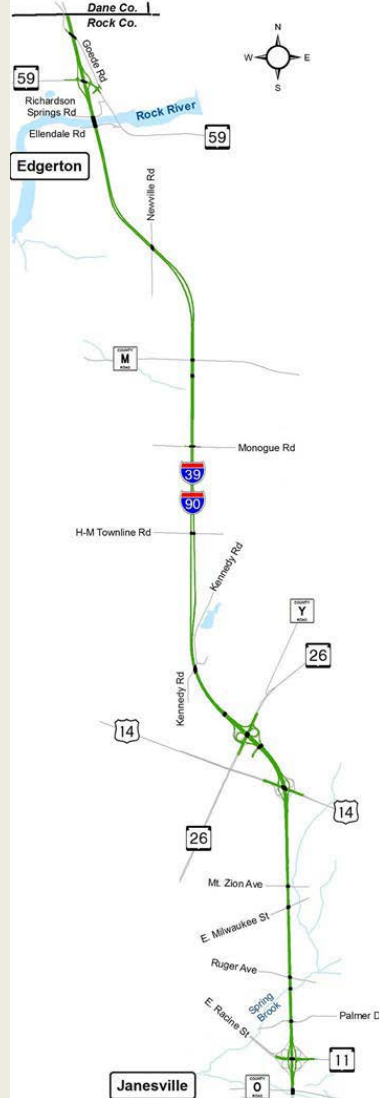 Dane Co.
Rock Co.
N
W E
S
Goede Rd
59
Richardson
Springs Rd
Rock River
Ellendale Rd
59
Edgerton
Newville Rd
COUNTY
M
ROAD
Monogue Rd
39
90
H-M Townline Rd
Kennedy Rd
COUNTY
Y
ROAD
26
Kennedy Rd
14
14
26
Mt. Zion Ave
E. Milwaukee St
Ruger Ave
Spring
Brook
E. Racine St
Palmer D
11
Janesville
COUNTY
O
ROAD